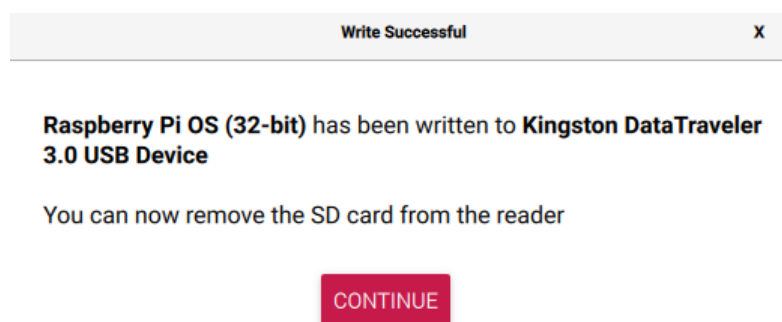 Write Successful X
Raspberry Pi OS (32-bit) has been written to Kingston DataTraveler
3.0 USB Device
You can now remove the SD card from the reader
CONTINUE